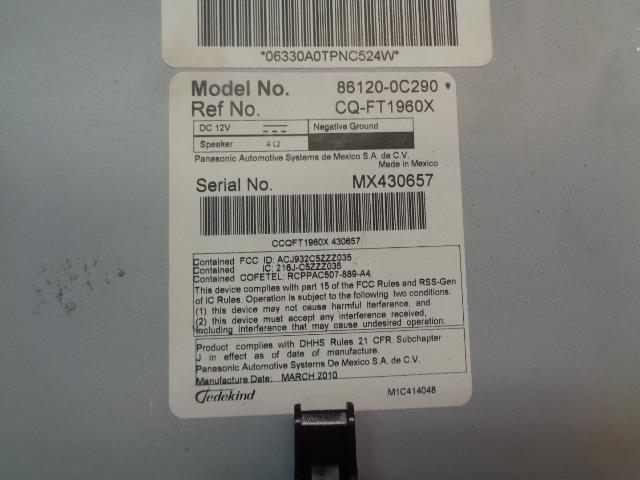 *06330A0TPNC524W*
Model No. 86120-0C290
Ref No. CQ-FT1960X
DC 12V Negative Ground
Speaker 4Ω
Panasonic Automotive Systems de Mexico S.A. de C.V.
Made in Mexico
Serial No. MX430657
CCQFT1960X 430657
Contained FCC ID: ACJ932C5ZZZ035
Contained IC: 216J-C5ZZZ035
Contained COFETEL: RCPPAC507-889-A4
This device complies with part 15 of the FCC Rules and RSS-Gen
of IC Rules. Operation is subject to the following two conditions:
(1) this device may not cause harmful Iterference, and
(2) this device must accept any interference received,
including interference that may cause undesired operation.
Product complies with DHHS Rules 21 CFR. Subchapter
J in effect as of date of manufacture.
Panasonic Automotive Systems De Mexico S.A. de C.V.
Manufacture Date: MARCH 2010
Jedekind M1C414048